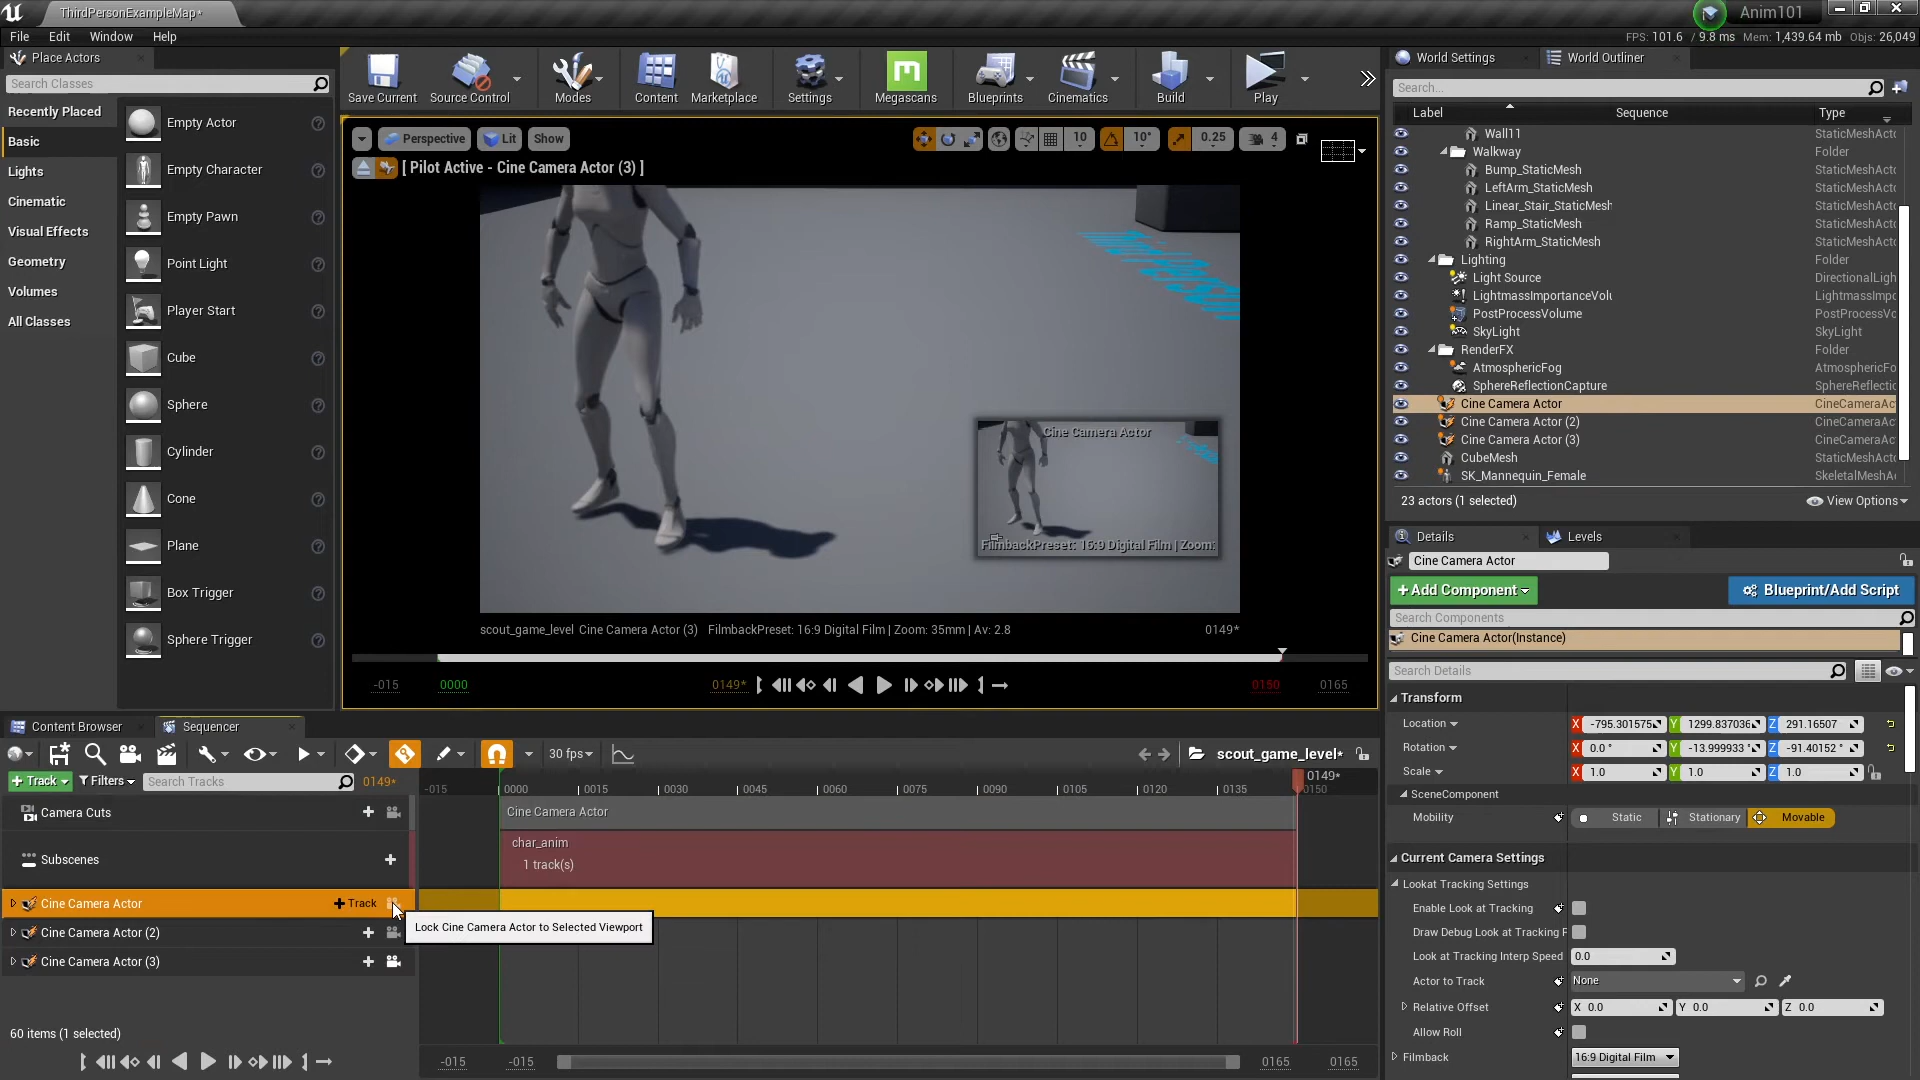 ThirdPersonExampleMap*
Anim101
File Edit Window Help
FPS: 101.6 / 9.8 ms Mem: 1,439.64 mb Objs: 26,049
Place Actors
Search Classes
Recently Placed
Basic
Lights
Cinematic
Visual Effects
Geometry
Volumes
All Classes
Empty Actor
Empty Character
Empty Pawn
Point Light
Player Start
Cube
Sphere
Cylinder
Cone
Plane
Box Trigger
Sphere Trigger
Save Current Source Control Modes Content Marketplace Settings Megascans Blueprints Cinematics Build Play
Perspective Lit Show 10 10° 0.25 4
[ Pilot Active - Cine Camera Actor (3) ]
Cine Camera Actor
FilmbackPreset: 16:9 Digital Film | Zoom:
scout_game_level Cine Camera Actor (3) FilmbackPreset: 16:9 Digital Film | Zoom: 35mm | Av: 2.8 0149*
-015 0000 0149* 0150 0165
World Settings World Outliner
Search...
Label Sequence Type
Wall11 StaticMeshActo
Walkway Folder
Bump_StaticMesh StaticMeshActo
LeftArm_StaticMesh StaticMeshActo
Linear_Stair_StaticMesh StaticMeshActo
Ramp_StaticMesh StaticMeshActo
RightArm_StaticMesh StaticMeshActo
Lighting Folder
Light Source DirectionalLigh
LightmassImportanceVolu LightmassImpo
PostProcessVolume PostProcessVo
SkyLight SkyLight
RenderFX Folder
AtmosphericFog AtmosphericFo
SphereReflectionCapture SphereReflectic
Cine Camera Actor CineCameraAc
Cine Camera Actor (2) CineCameraAc
Cine Camera Actor (3) CineCameraAc
CubeMesh StaticMeshActo
SK_Mannequin_Female SkeletalMeshAc
23 actors (1 selected) View Options
Details Levels
Cine Camera Actor
+Add Component Blueprint/Add Script
Search Components
Cine Camera Actor(Instance)
Search Details
Transform
Location X -795.301575 Y 1299.837036 Z 291.16507
Rotation X 0.0 ° Y -13.999933 ° Z -91.40152 °
Scale X 1.0 Y 1.0 Z 1.0
SceneComponent
Mobility Static Stationary Movable
Current Camera Settings
Lookat Tracking Settings
Enable Look at Tracking
Draw Debug Look at Tracking P
Look at Tracking Interp Speed 0.0
Actor to Track None
Relative Offset X 0.0 Y 0.0 Z 0.0
Allow Roll
Filmback 16:9 Digital Film
Content Browser Sequencer
30 fps scout_game_level*
+ Track Filters Search Tracks 0149*
-015 0000 0015 0030 0045 0060 0075 0090 0105 0120 0135 0149* 0150
Camera Cuts
Cine Camera Actor
Subscenes
char_anim
1 track(s)
Cine Camera Actor + Track
Lock Cine Camera Actor to Selected Viewport
Cine Camera Actor (2)
Cine Camera Actor (3)
60 items (1 selected)
-015 -015 0165 0165